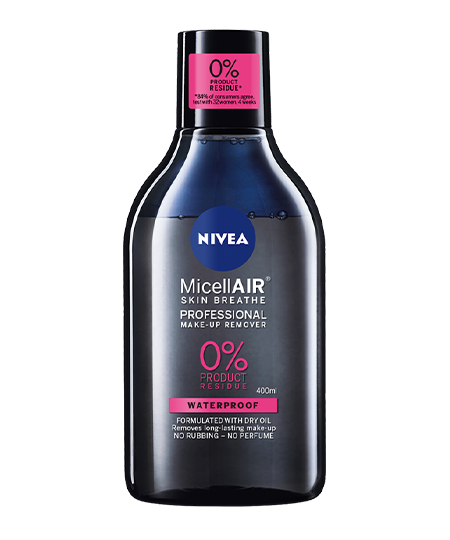 0%
PRODUCT
RESIDUE*
*84% of consumers agree,
test with 32women, 4 weeks
NIVEA
MicellAIR®
SKIN BREATHE
PROFESSIONAL
MAKE-UP REMOVER
0%
PRODUCT
RESIDUE
400ml
WATERPROOF
FORMULATED WITH DRY OIL
Removes long-lasting make-up
NO RUBBING – NO PERFUME